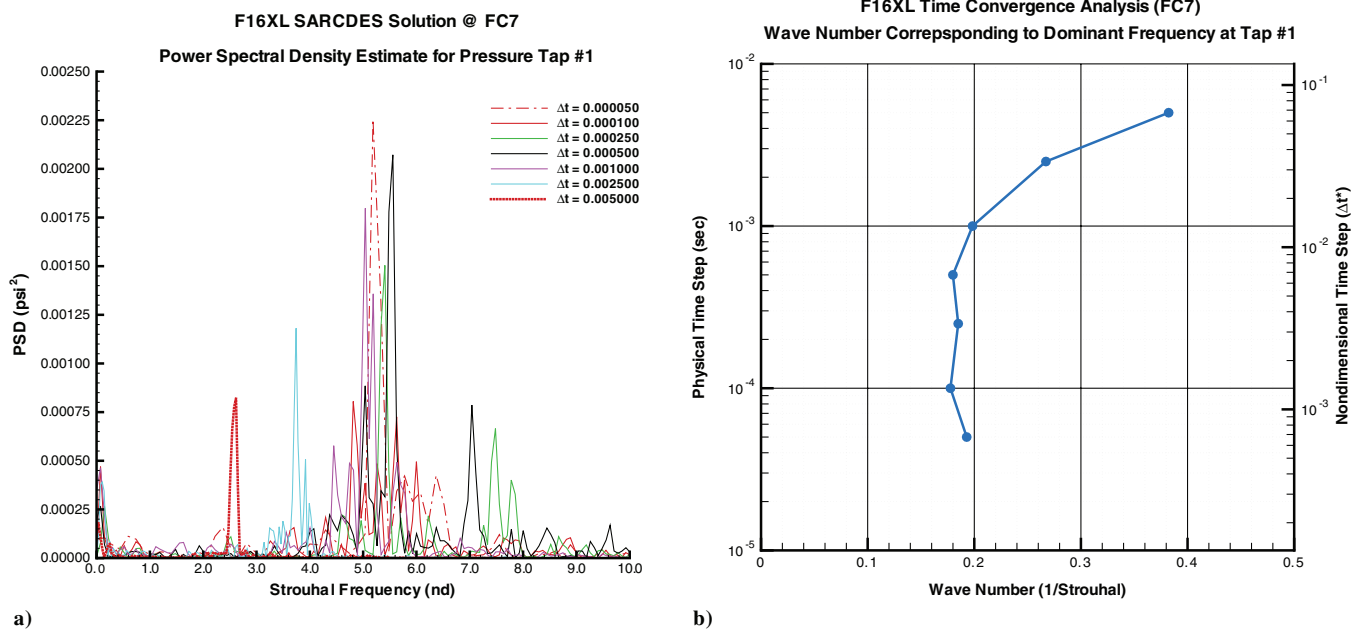 F16XL SARCDES Solution @ FC7
Power Spectral Density Estimate for Pressure Tap #1
0.00250
0.00225
0.00200
0.00175
0.00150
0.00125
0.00100
0.00075
0.00050
0.00025
0.00000
PSD (psi²)
Δt = 0.000050
Δt = 0.000100
Δt = 0.000250
Δt = 0.000500
Δt = 0.001000
Δt = 0.002500
Δt = 0.005000
0.0 1.0 2.0 3.0 4.0 5.0 6.0 7.0 8.0 9.0 10.0
Strouhal Frequency (nd)
a)
F16XL Time Convergence Analysis (FC7)
Wave Number Correpsponding to Dominant Frequency at Tap #1
10⁻²
10⁻³
10⁻⁴
10⁻⁵
Physical Time Step (sec)
10⁻¹
10⁻²
10⁻³
Nondimensional Time Step (Δt*)
0 0.1 0.2 0.3 0.4 0.5
Wave Number (1/Strouhal)
b)